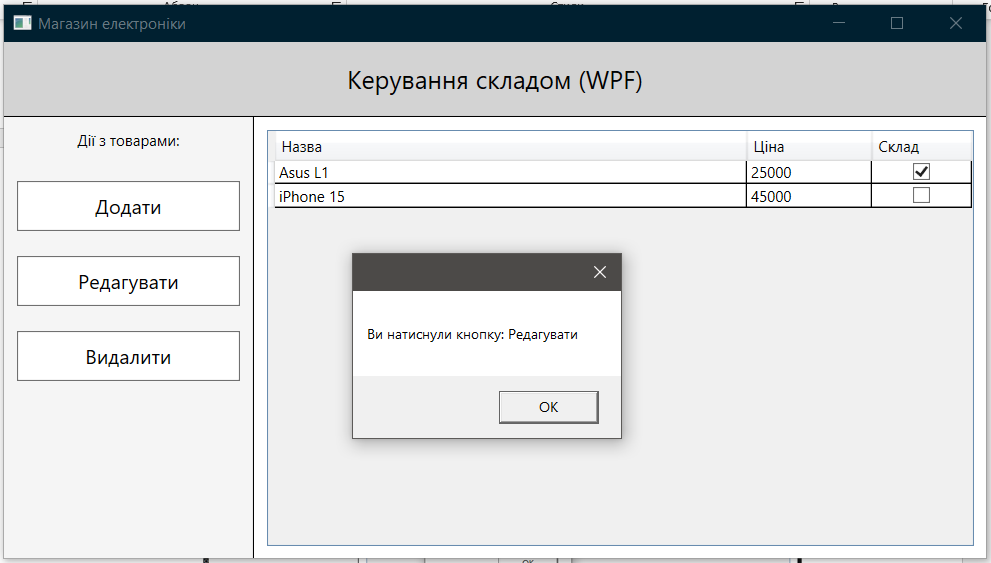 Магазин електроніки
Керування складом (WPF)
Дії з товарами:
Додати
Редагувати
Видалити
Назва Ціна Склад
Asus L1 25000
iPhone 15 45000
Ви натиснули кнопку: Редагувати
ОК